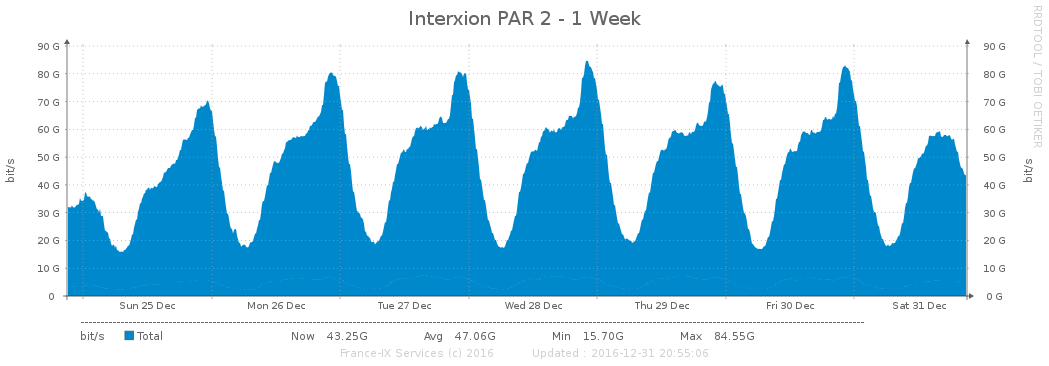 Interxion PAR 2 - 1 Week
RRDTOOL / TOBI OETIKER
90 G 90 G
80 G 80 G
70 G 70 G
60 G 60 G
50 G 50 G
40 G 40 G
30 G 30 G
20 G 20 G
10 G 10 G
0 0 G
bit/s bit/s
Sun 25 Dec Mon 26 Dec Tue 27 Dec Wed 28 Dec Thu 29 Dec Fri 30 Dec Sat 31 Dec
bit/s Total Now 43.25G Avg 47.06G Min 15.70G Max 84.55G
France-IX Services (c) 2016 Updated : 2016-12-31 20:55:06